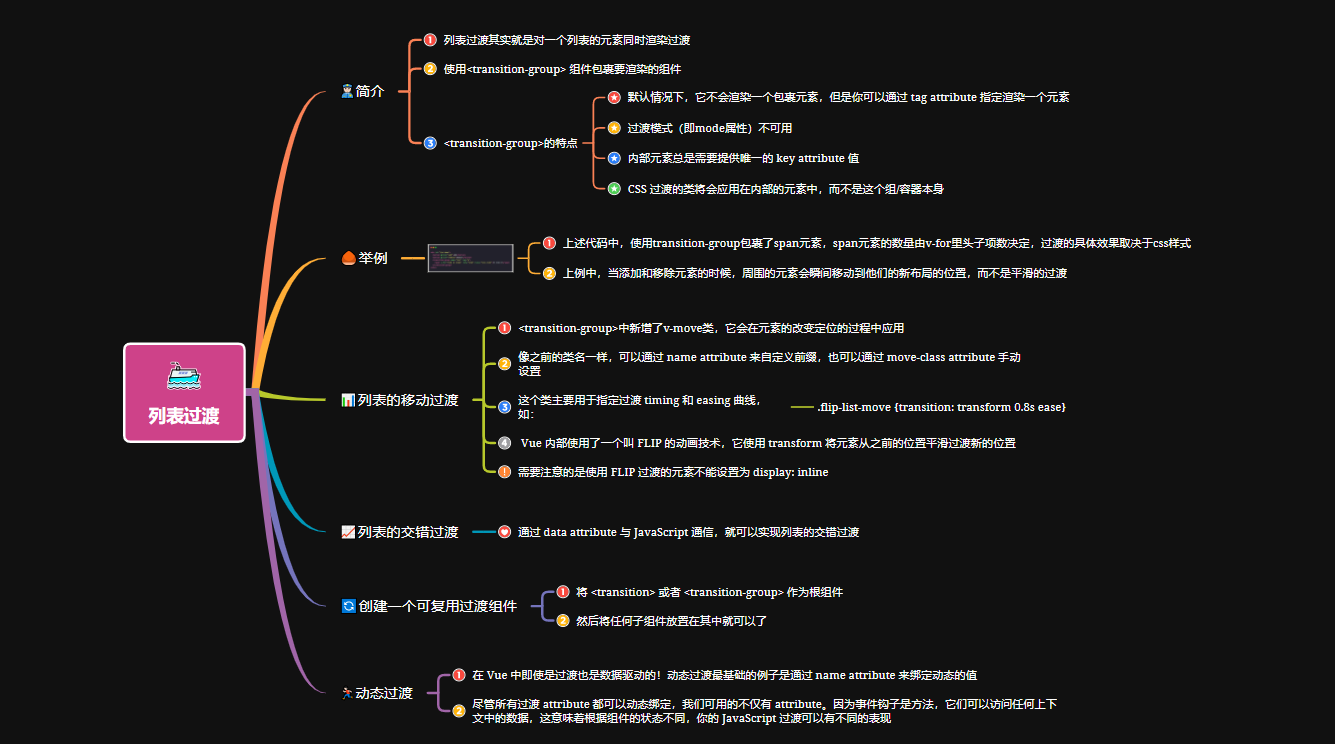 列表过渡
简介
列表过渡其实就是对一个列表的元素同时渲染过渡
使用<transition-group> 组件包裹要渲染的组件
<transition-group>的特点
默认情况下，它不会渲染一个包裹元素，但是你可以通过 tag attribute 指定渲染一个元素
过渡模式（即mode属性）不可用
内部元素总是需要提供唯一的 key attribute 值
CSS 过渡的类将会应用在内部的元素中，而不是这个组/容器本身
举例
上述代码中，使用transition-group包裹了span元素，span元素的数量由v-for里头子项数决定，过渡的具体效果取决于css样式
上例中，当添加和移除元素的时候，周围的元素会瞬间移动到他们的新布局的位置，而不是平滑的过渡
列表的移动过渡
<transition-group>中新增了v-move类，它会在元素的改变定位的过程中应用
像之前的类名一样，可以通过 name attribute 来自定义前缀，也可以通过 move-class attribute 手动
设置
这个类主要用于指定过渡 timing 和 easing 曲线，
如：
.flip-list-move {transition: transform 0.8s ease}
Vue 内部使用了一个叫 FLIP 的动画技术，它使用 transform 将元素从之前的位置平滑过渡新的位置
需要注意的是使用 FLIP 过渡的元素不能设置为 display: inline
列表的交错过渡
通过 data attribute 与 JavaScript 通信，就可以实现列表的交错过渡
创建一个可复用过渡组件
将 <transition> 或者 <transition-group> 作为根组件
然后将任何子组件放置在其中就可以了
动态过渡
在 Vue 中即使是过渡也是数据驱动的！动态过渡最基础的例子是通过 name attribute 来绑定动态的值
尽管所有过渡 attribute 都可以动态绑定，我们可用的不仅有 attribute。因为事件钩子是方法，它们可以访问任何上下
文中的数据，这意味着根据组件的状态不同，你的 JavaScript 过渡可以有不同的表现